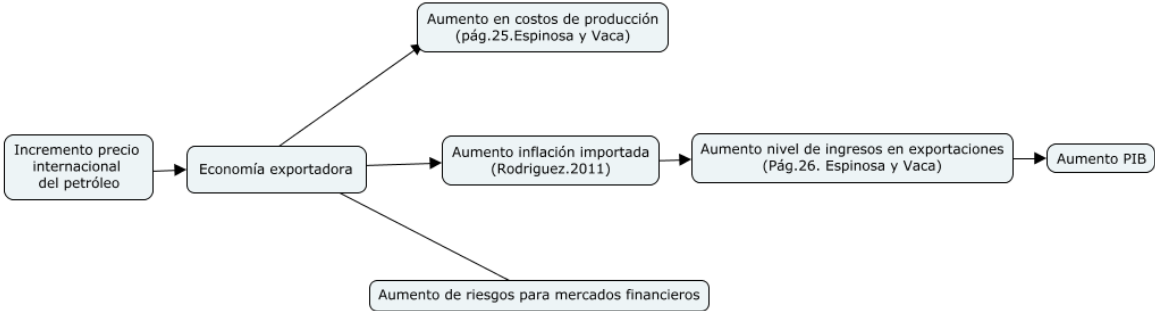 Aumento en costos de producción
(pág.25.Espinosa y Vaca)
Incremento precio
internacional
del petróleo
Economía exportadora
Aumento inflación importada
(Rodriguez.2011)
Aumento nivel de ingresos en exportaciones
(Pág.26. Espinosa y Vaca)
Aumento PIB
Aumento de riesgos para mercados financieros